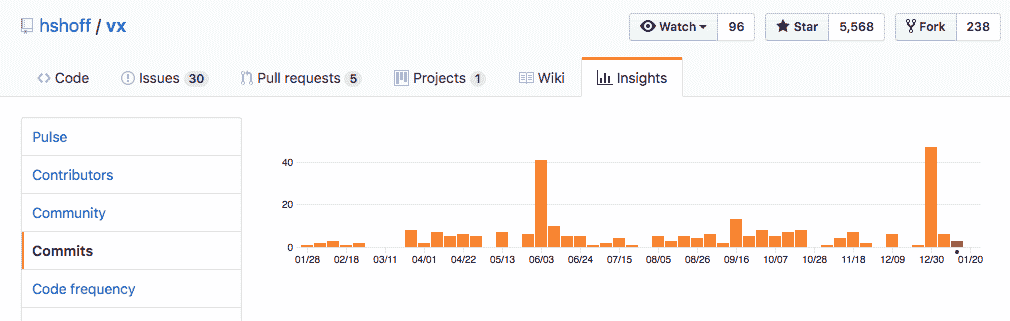 hshoff / vx
Watch 96 Star 5,568 Fork 238
Code Issues 30 Pull requests 5 Projects 1 Wiki Insights
Pulse
Contributors
Community
Commits
Code frequency
40
20
0
01/28 02/18 03/11 04/01 04/22 05/13 06/03 06/24 07/15 08/05 08/26 09/16 10/07 10/28 11/18 12/09 12/30 01/20